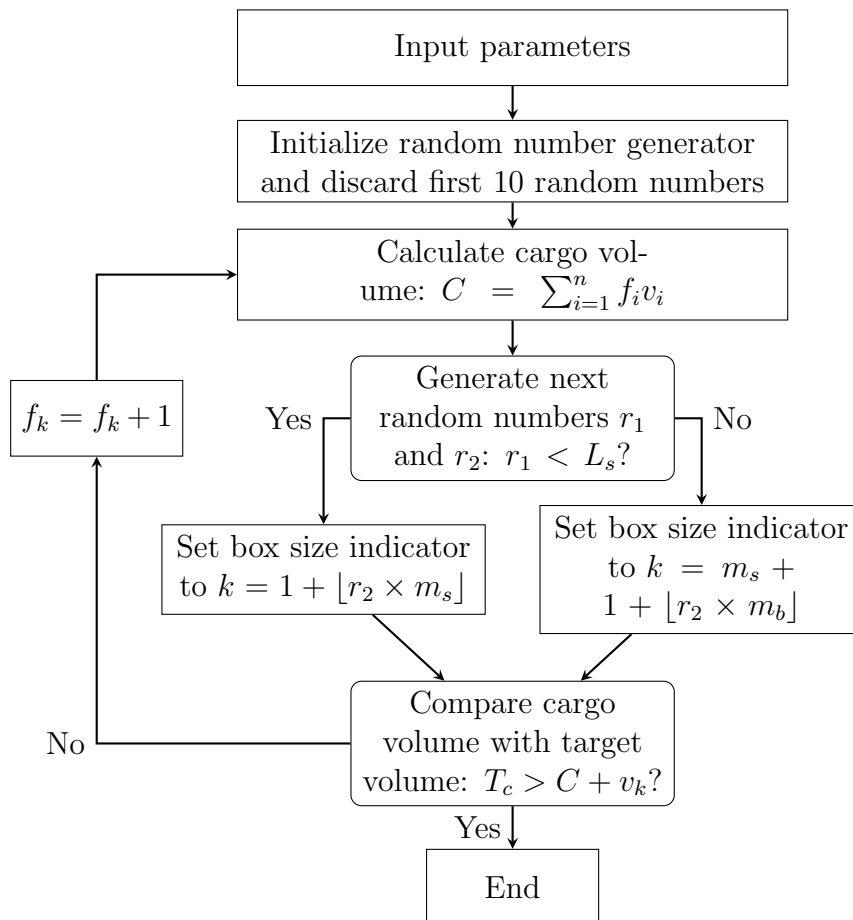 Input parameters
Initialize random number generator
and discard first 10 random numbers
Calculate cargo vol-
ume: C = ∑ᵢ₌₁ⁿ fᵢvᵢ
Generate next
random numbers r₁
and r₂: r₁ < Lₛ?
Yes
No
fₖ = fₖ + 1
Set box size indicator
to k = 1 + ⌊r₂ × mₛ⌋
Set box size indicator
to k = mₛ +
1 + ⌊r₂ × m_b⌋
Compare cargo
volume with target
volume: T_c > C + vₖ?
No
Yes
End